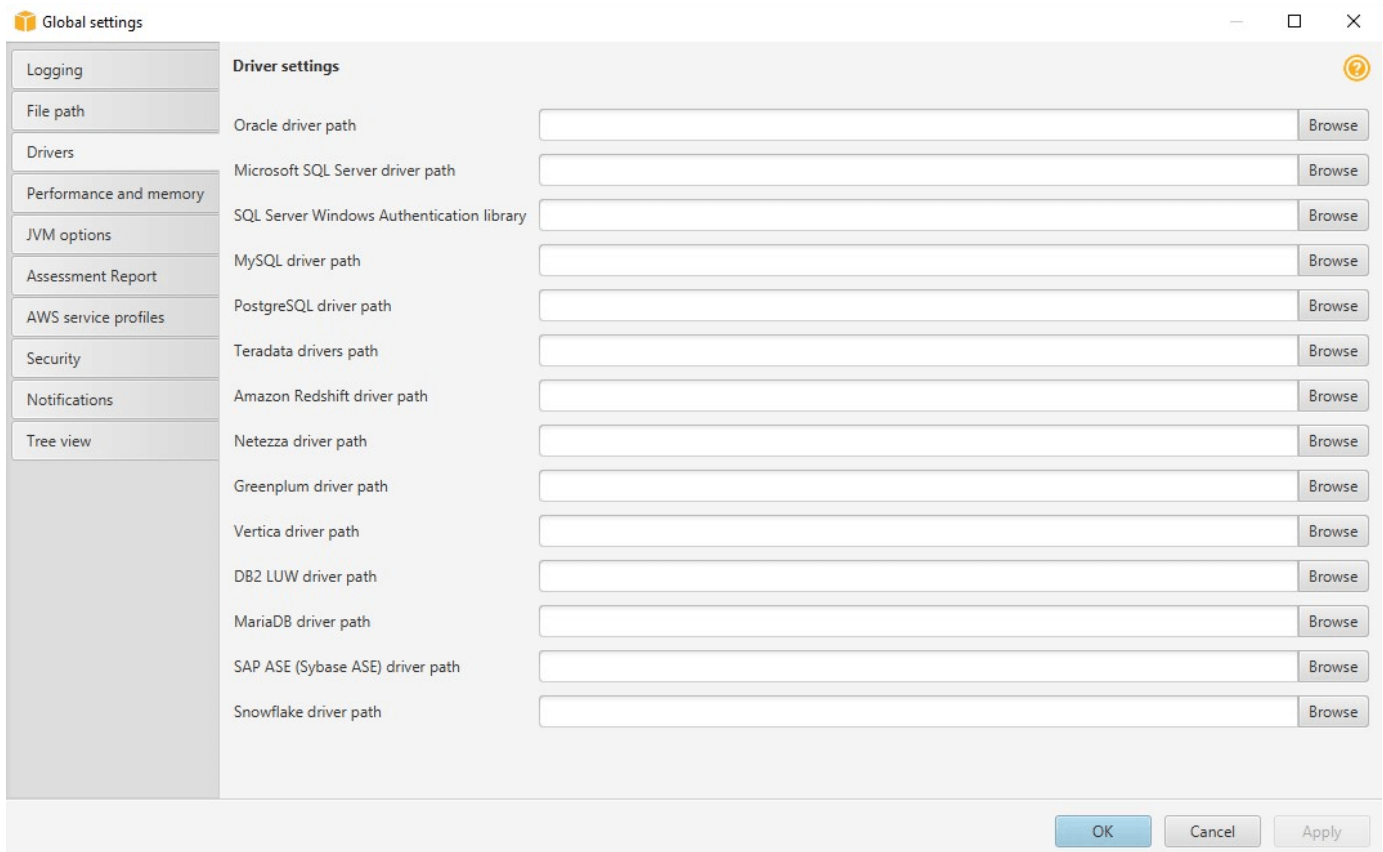 Global settings
Logging
File path
Drivers
Performance and memory
JVM options
Assessment Report
AWS service profiles
Security
Notifications
Tree view
Driver settings
?
Oracle driver path Browse
Microsoft SQL Server driver path Browse
SQL Server Windows Authentication library Browse
MySQL driver path Browse
PostgreSQL driver path Browse
Teradata drivers path Browse
Amazon Redshift driver path Browse
Netezza driver path Browse
Greenplum driver path Browse
Vertica driver path Browse
DB2 LUW driver path Browse
MariaDB driver path Browse
SAP ASE (Sybase ASE) driver path Browse
Snowflake driver path Browse
OK Cancel Apply